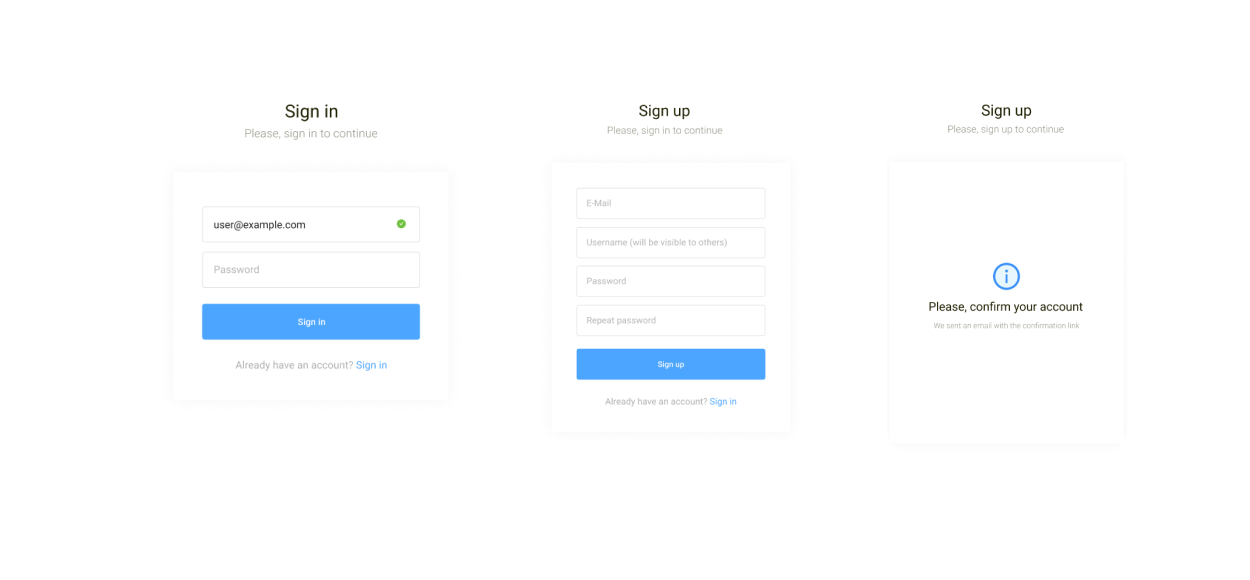 Sign in
Please, sign in to continue
user@example.com
Password
Sign in
Already have an account? Sign in
Sign up
Please, sign in to continue
E-Mail
Username (will be visible to others)
Password
Repeat password
Sign up
Already have an account? Sign in
Sign up
Please, sign up to continue
Please, confirm your account
We sent an email with the confirmation link